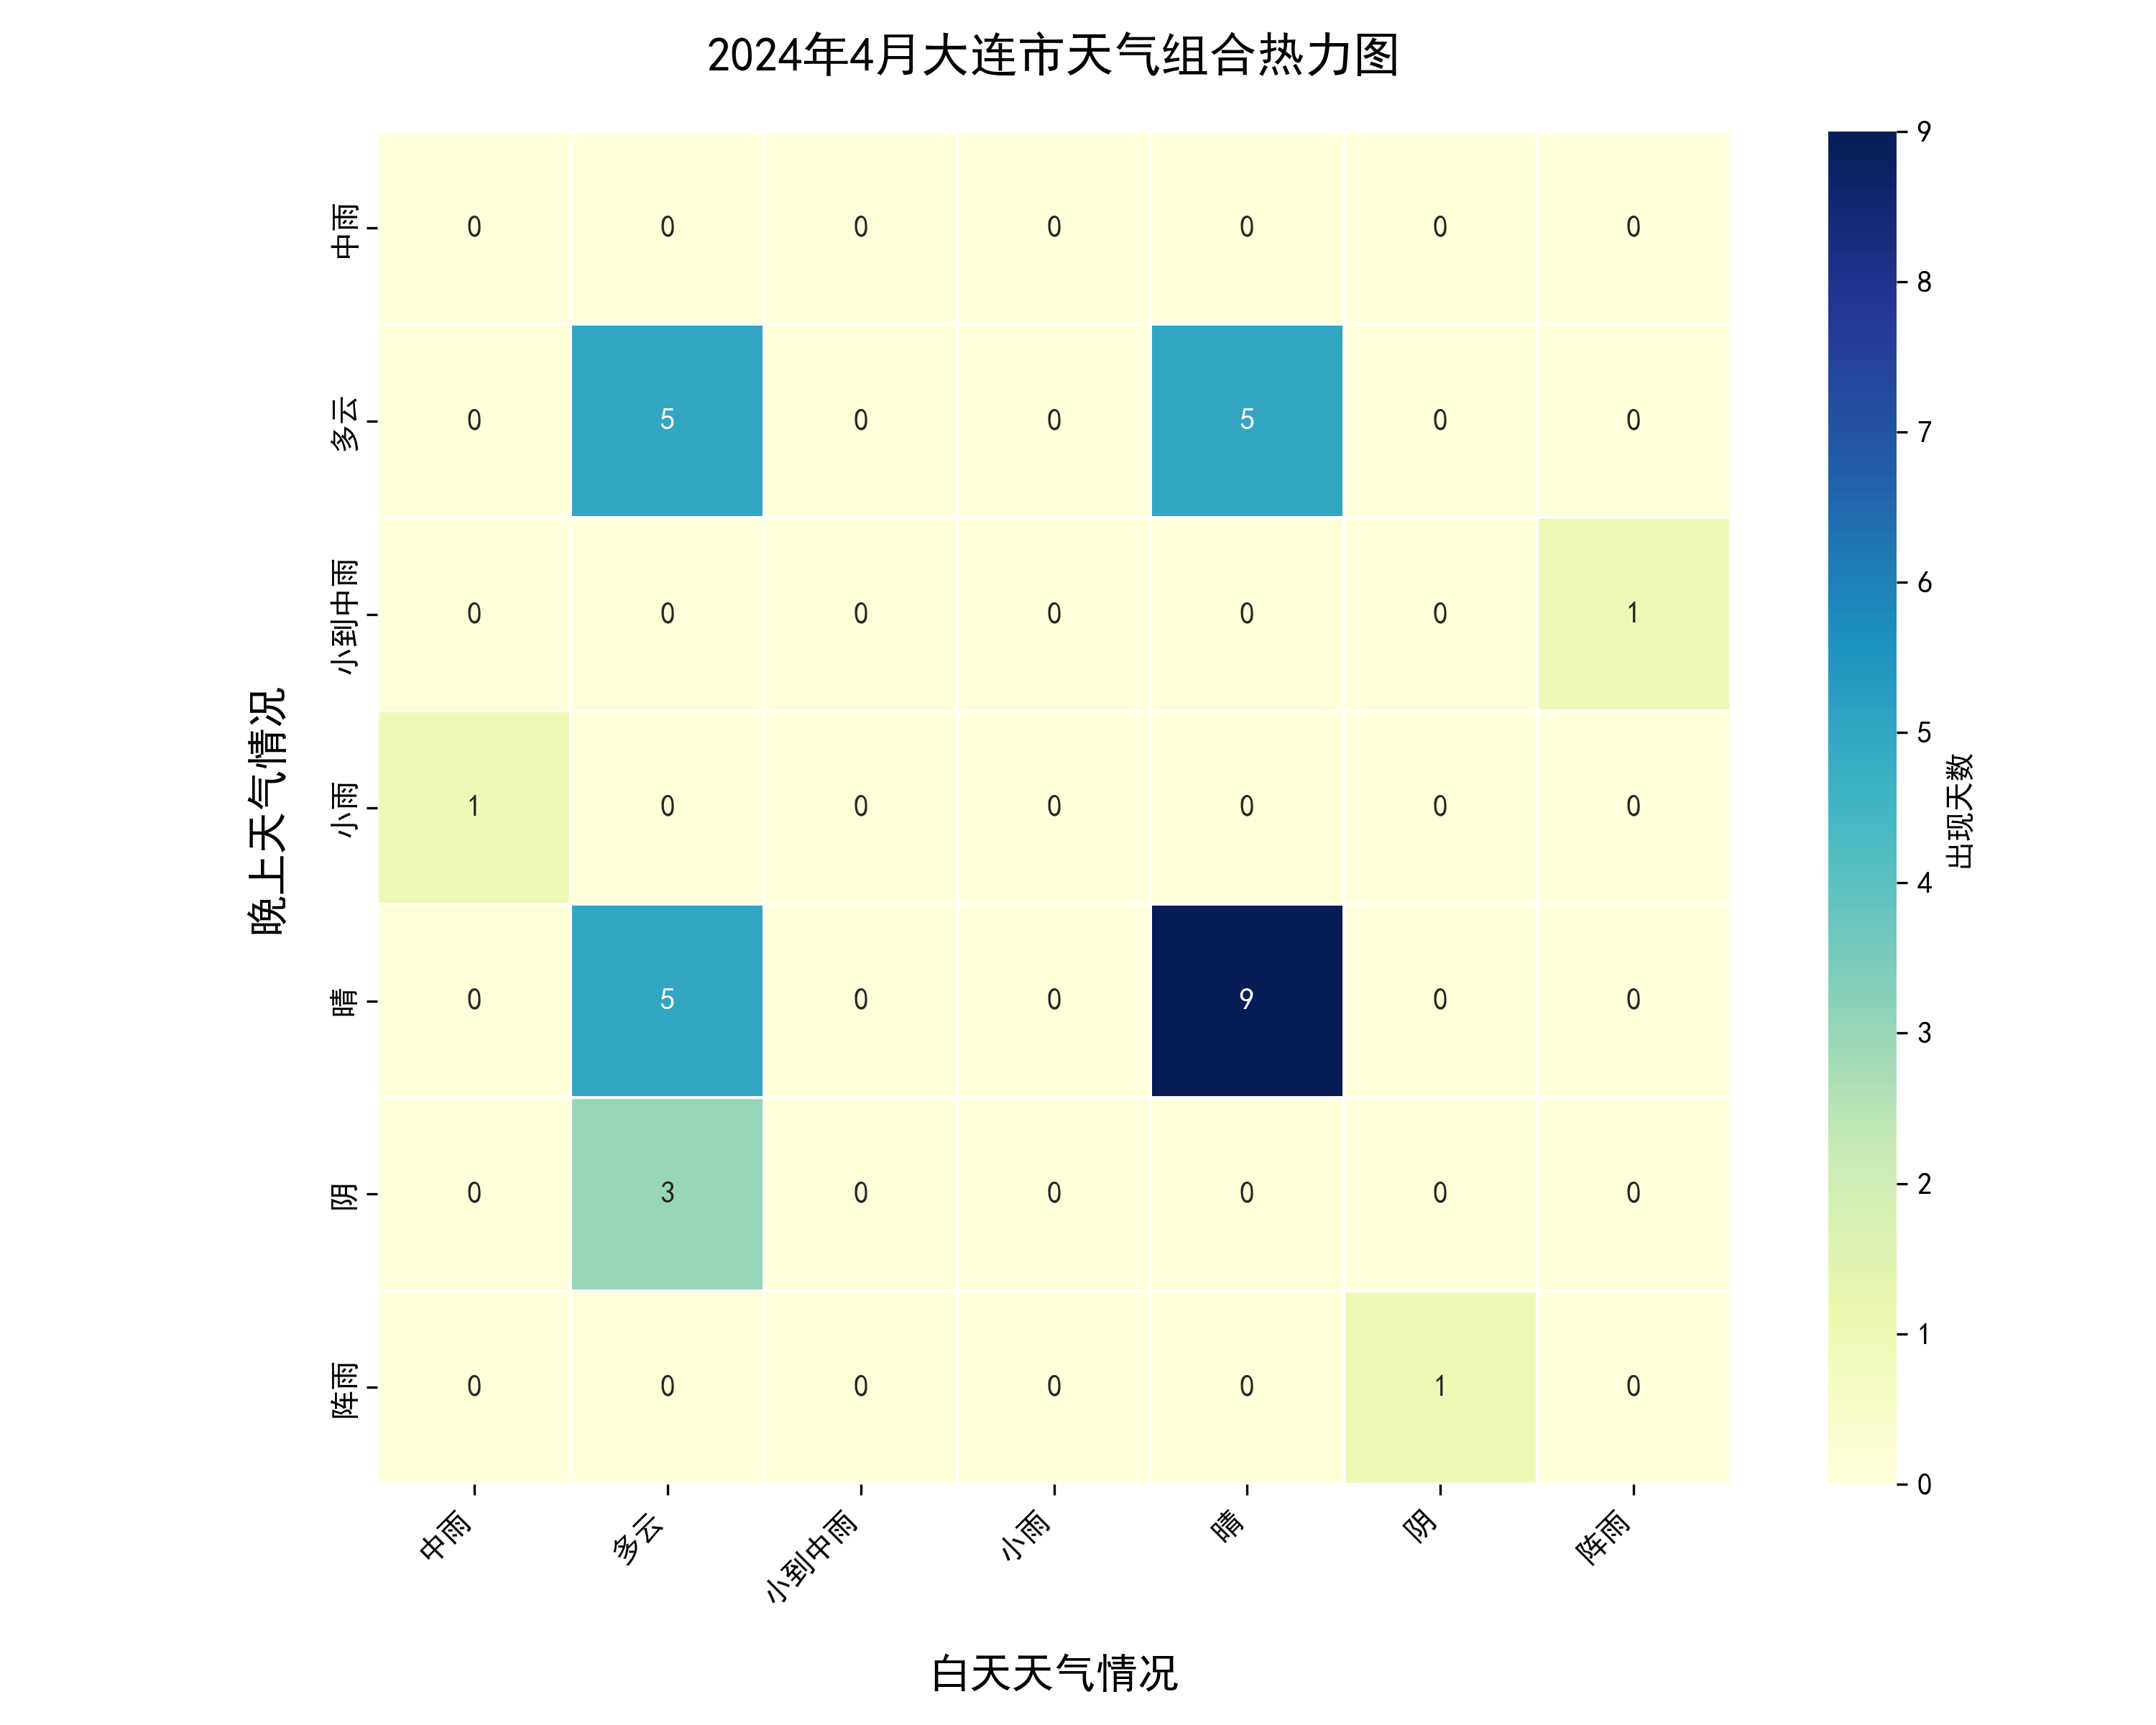 2024年4月大连市天气组合热力图
晚上天气情况
中雨 0 0 0 0 0 0 0
多云 0 5 0 0 5 0 0
小到中雨 0 0 0 0 0 0 1
小雨 1 0 0 0 0 0 0
晴 0 5 0 0 9 0 0
阴 0 3 0 0 0 0 0
阵雨 0 0 0 0 0 1 0
中雨 多云 小到中雨 小雨 晴 阴 阵雨
白天天气情况
9
8
7
6
5
4
3
2
1
0
出现天数